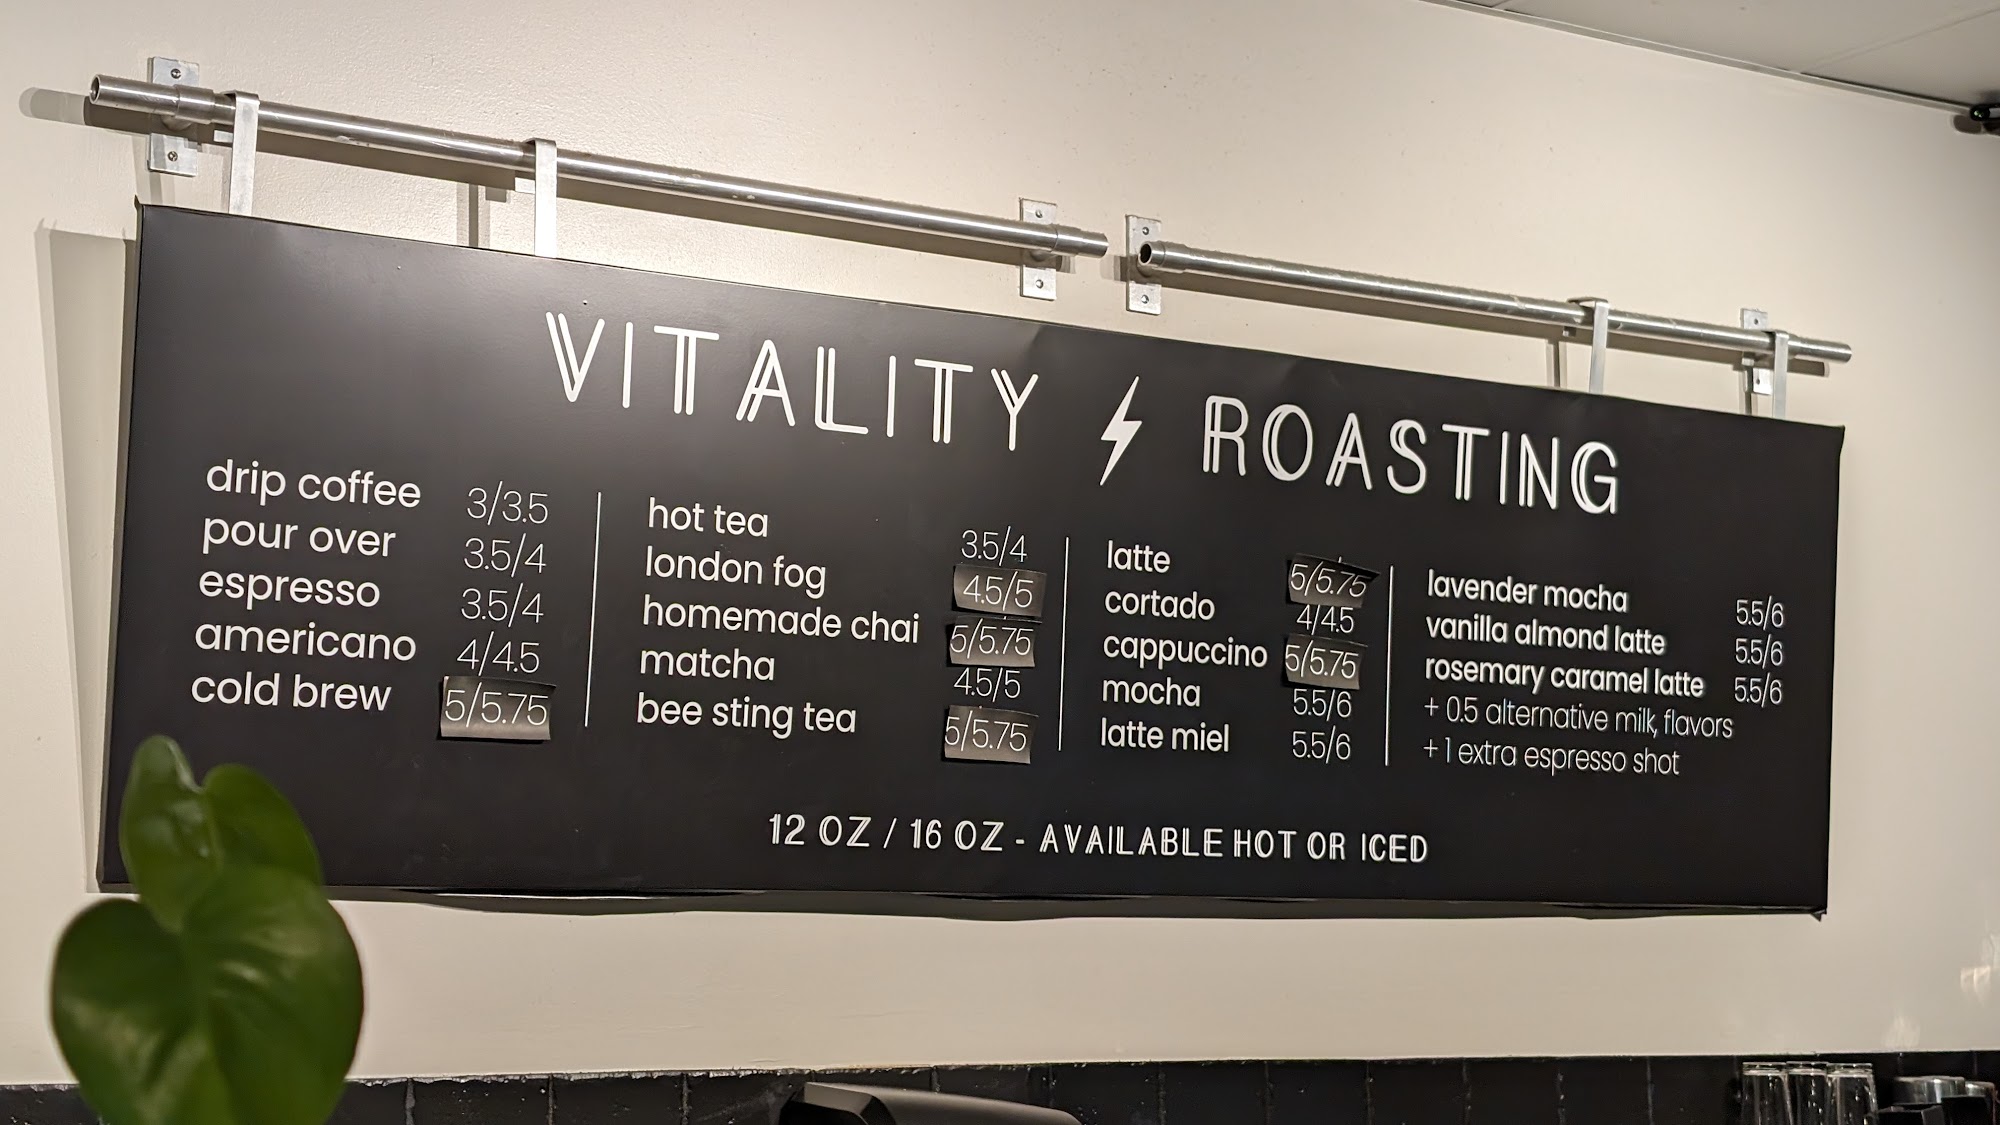 VITALITY ROASTING
drip coffee 3/3.5
pour over 3.5/4
espresso 3.5/4
americano 4/4.5
cold brew 5/5.75
hot tea 3.5/4
london fog 4.5/5
homemade chai 5/5.75
matcha 4.5/5
bee sting tea 5/5.75
latte 5/5.75
cortado 4/4.5
cappuccino 5/5.75
mocha 5.5/6
latte miel 5.5/6
lavender mocha 5.5/6
vanilla almond latte 5.5/6
rosemary caramel latte 5.5/6
+ 0.5 alternative milk, flavors
+ 1 extra espresso shot
12 OZ / 16 OZ - AVAILABLE HOT OR ICED